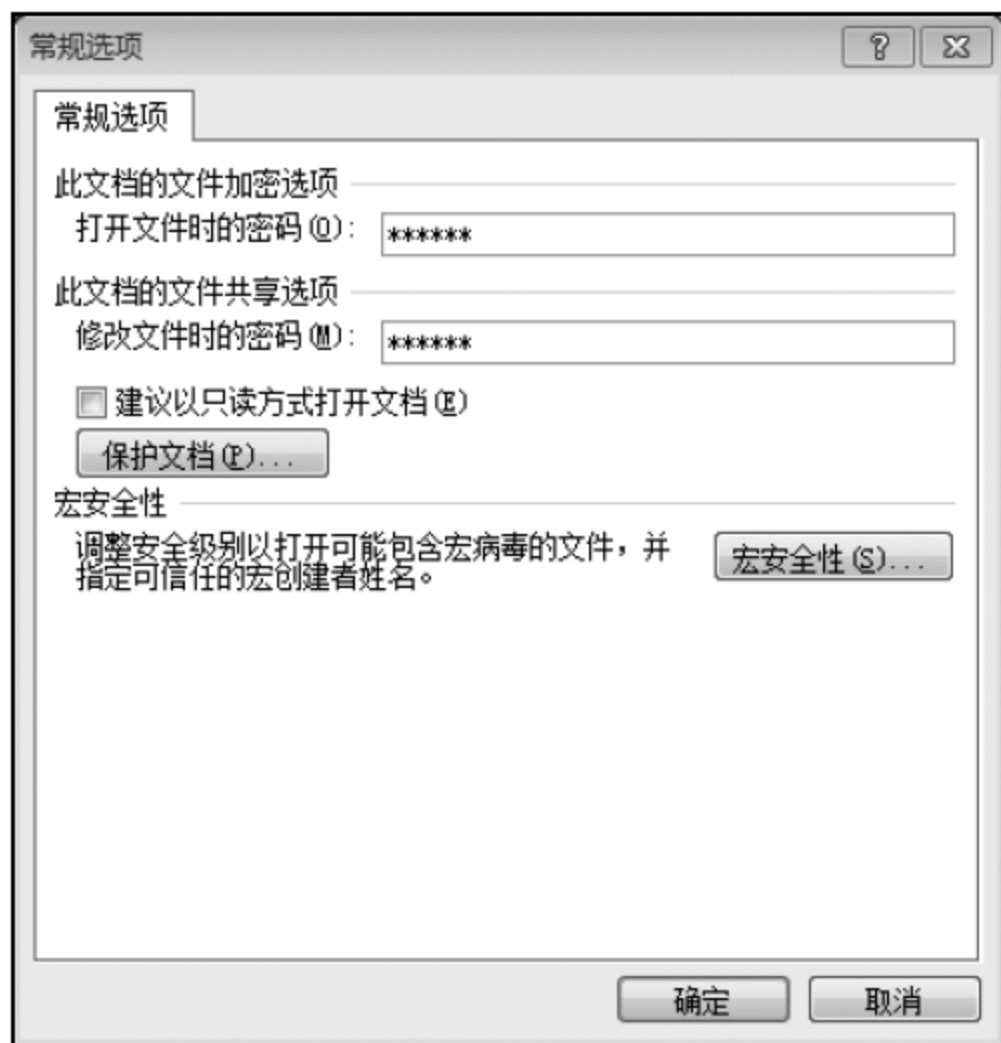 常规选项
常规选项
此文档的文件加密选项
打开文件时的密码(O)：
******
此文档的文件共享选项
修改文件时的密码(M)：
******
建议以只读方式打开文档(E)
保护文档(P)...
宏安全性
调整安全级别以打开可能包含宏病毒的文件，并
指定可信任的宏创建者姓名。
宏安全性(S)...
确定
取消